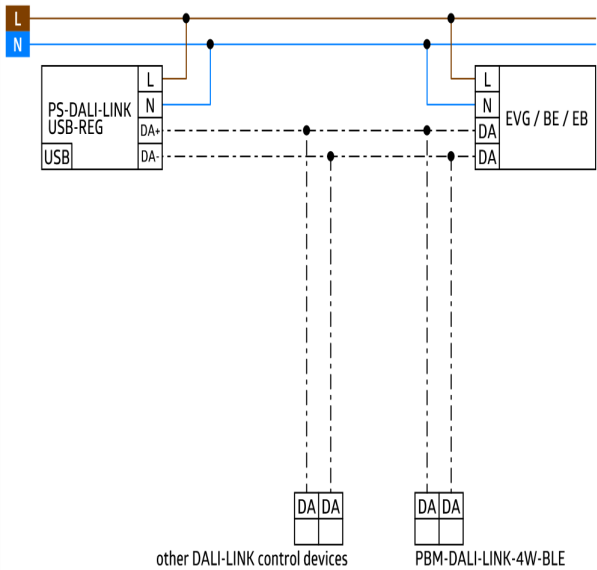 L
N
PS-DALI-LINK
USB-REG
USB
L
N
DA+
DA-
L
N
DA
DA
EVG / BE / EB
DA DA
DA DA
other DALI-LINK control devices
PBM-DALI-LINK-4W-BLE